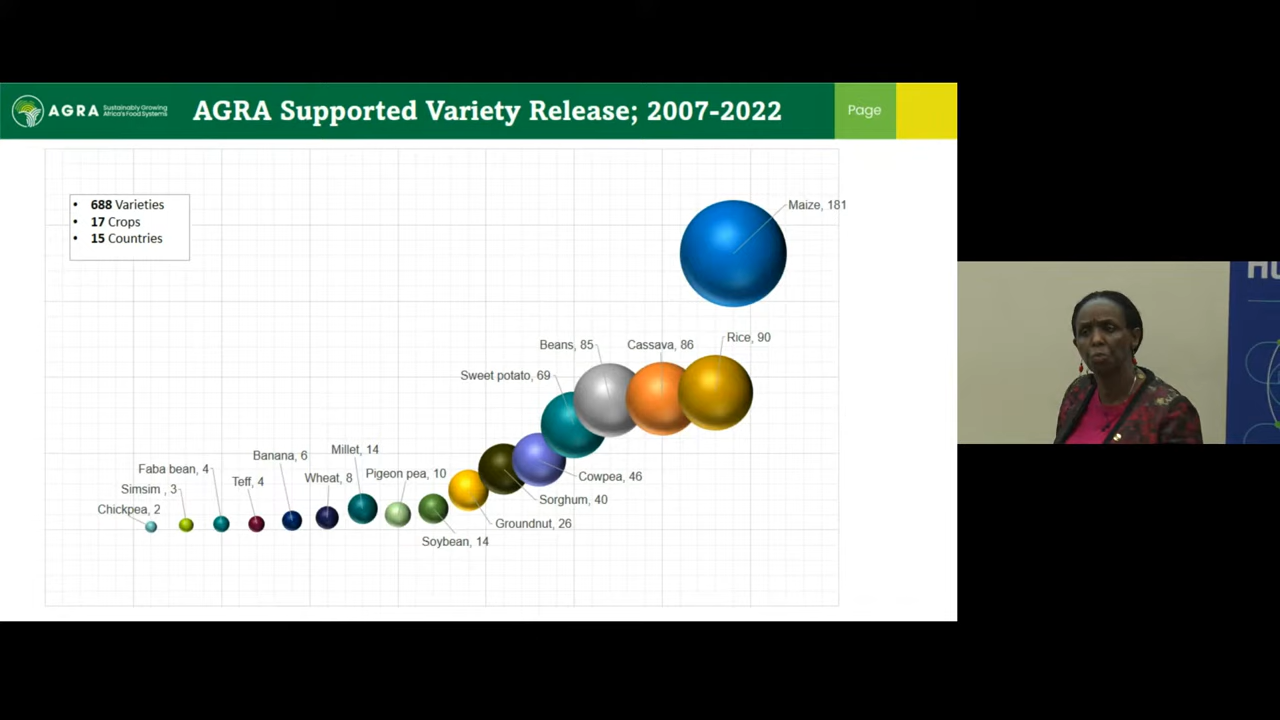 AGRA Sustainably Growing
Africa's Food Systems
AGRA Supported Variety Release; 2007-2022
Page
• 688 Varieties
• 17 Crops
• 15 Countries
Maize, 181
Rice, 90
Beans, 85
Cassava, 86
Sweet potato, 69
Cowpea, 46
Sorghum, 40
Groundnut, 26
Soybean, 14
Pigeon pea, 10
Millet, 14
Wheat, 8
Banana, 6
Teff, 4
Faba bean, 4
Simsim , 3
Chickpea, 2